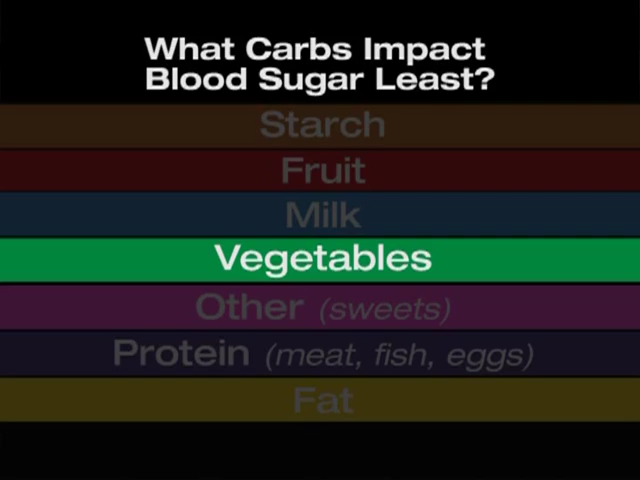 What Carbs Impact
Blood Sugar Least?
Starch
Fruit
Milk
Vegetables
Other (sweets)
Protein (meat, fish, eggs)
Fat